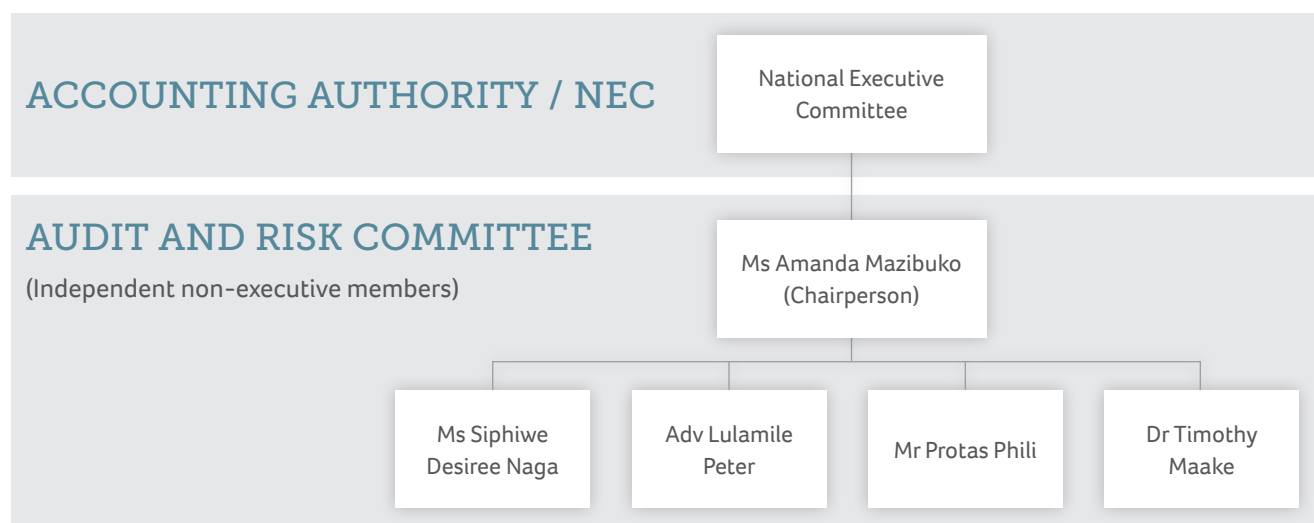 ACCOUNTING AUTHORITY / NEC
National Executive
Committee
AUDIT AND RISK COMMITTEE
(Independent non-executive members)
Ms Amanda Mazibuko
(Chairperson)
Ms Siphiwe
Desiree Naga
Adv Lulamile
Peter
Mr Protas Phili
Dr Timothy
Maake